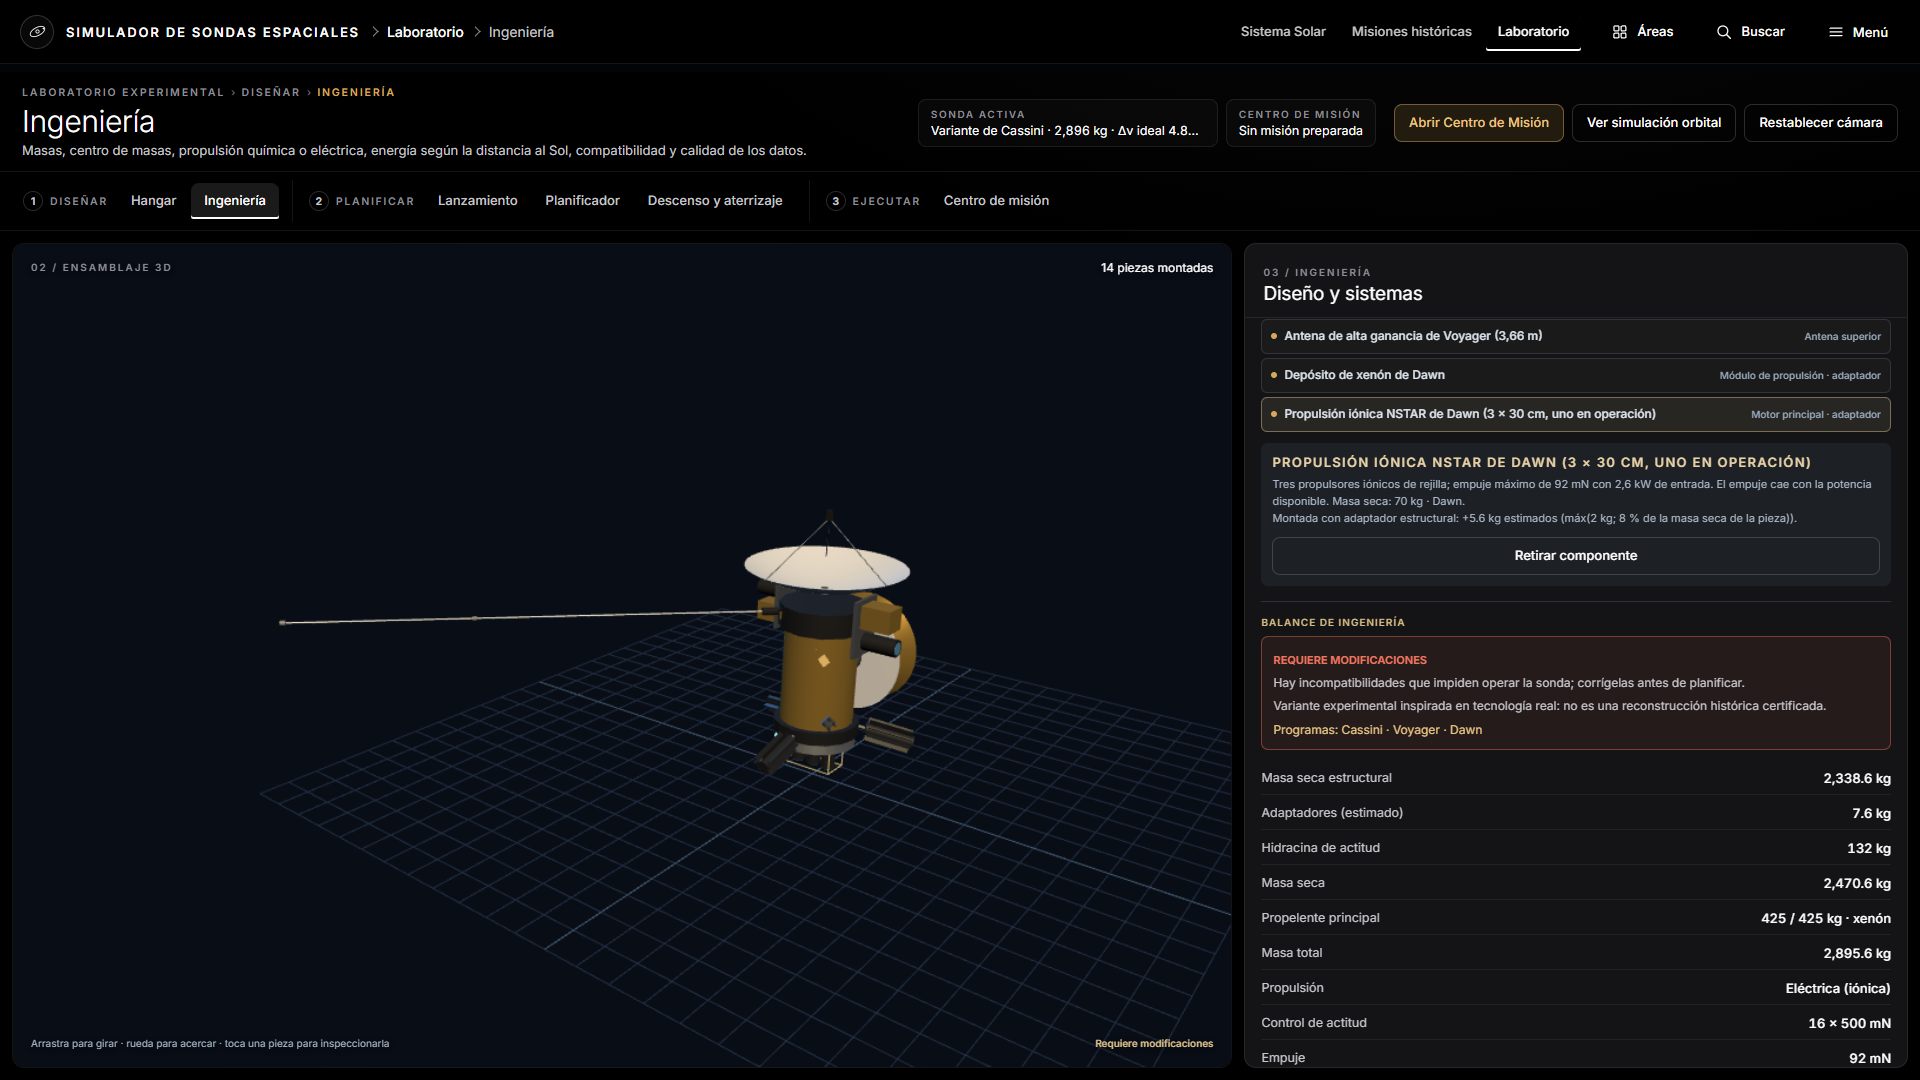 SIMULADOR DE SONDAS ESPACIALES > Laboratorio > Ingeniería
Sistema Solar
Misiones históricas
Laboratorio
Áreas
Buscar
Menú
LABORATORIO EXPERIMENTAL › DISEÑAR › INGENIERÍA
Ingeniería
Masas, centro de masas, propulsión química o eléctrica, energía según la distancia al Sol, compatibilidad y calidad de los datos.
SONDA ACTIVA
Variante de Cassini · 2,896 kg · Δv ideal 4.8...
CENTRO DE MISIÓN
Sin misión preparada
Abrir Centro de Misión
Ver simulación orbital
Restablecer cámara
1 DISEÑAR
Hangar
Ingeniería
2 PLANIFICAR
Lanzamiento
Planificador
Descenso y aterrizaje
3 EJECUTAR
Centro de misión
02 / ENSAMBLAJE 3D
14 piezas montadas
Arrastra para girar · rueda para acercar · toca una pieza para inspeccionarla
Requiere modificaciones
03 / INGENIERÍA
Diseño y sistemas
Antena de alta ganancia de Voyager (3,66 m)
Antena superior
Depósito de xenón de Dawn
Módulo de propulsión · adaptador
Propulsión iónica NSTAR de Dawn (3 × 30 cm, uno en operación)
Motor principal · adaptador
PROPULSIÓN IÓNICA NSTAR DE DAWN (3 × 30 CM, UNO EN OPERACIÓN)
Tres propulsores iónicos de rejilla; empuje máximo de 92 mN con 2,6 kW de entrada. El empuje cae con la potencia
disponible. Masa seca: 70 kg · Dawn.
Montada con adaptador estructural: +5.6 kg estimados (máx(2 kg; 8 % de la masa seca de la pieza)).
Retirar componente
BALANCE DE INGENIERÍA
REQUIERE MODIFICACIONES
Hay incompatibilidades que impiden operar la sonda; corrígelas antes de planificar.
Variante experimental inspirada en tecnología real: no es una reconstrucción histórica certificada.
Programas: Cassini · Voyager · Dawn
Masa seca estructural
2,338.6 kg
Adaptadores (estimado)
7.6 kg
Hidracina de actitud
132 kg
Masa seca
2,470.6 kg
Propelente principal
425 / 425 kg · xenón
Masa total
2,895.6 kg
Propulsión
Eléctrica (iónica)
Control de actitud
16 × 500 mN
Empuje
92 mN